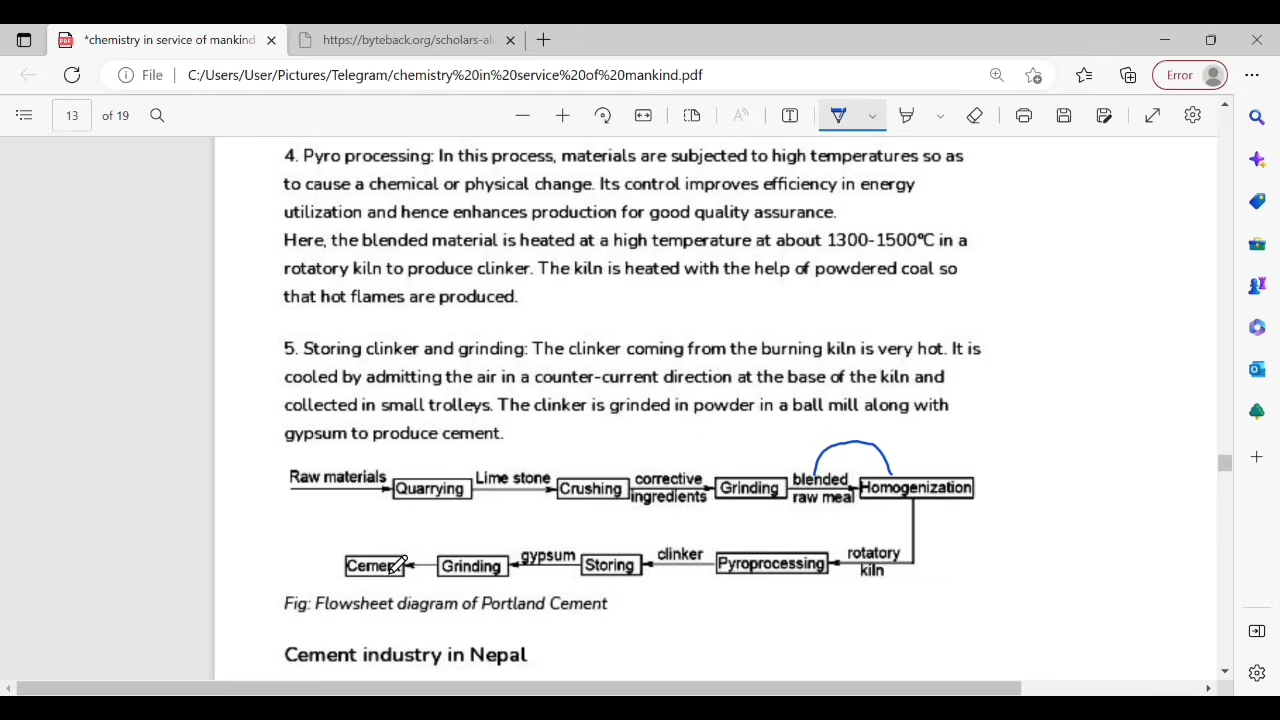 *chemistry in service of mankind
https://byteback.org/scholars-al
File C:/Users/User/Pictures/Telegram/chemistry%20in%20service%20of%20mankind.pdf
Error
13 of 19
4. Pyro processing: In this process, materials are subjected to high temperatures so as
to cause a chemical or physical change. Its control improves efficiency in energy
utilization and hence enhances production for good quality assurance.
Here, the blended material is heated at a high temperature at about 1300-1500°C in a
rotatory kiln to produce clinker. The kiln is heated with the help of powdered coal so
that hot flames are produced.
5. Storing clinker and grinding: The clinker coming from the burning kiln is very hot. It is
cooled by admitting the air in a counter-current direction at the base of the kiln and
collected in small trolleys. The clinker is grinded in powder in a ball mill along with
gypsum to produce cement.
Raw materials Quarrying Lime stone Crushing corrective ingredients Grinding blended raw meal Homogenization
Cement Grinding gypsum Storing clinker Pyroprocessing rotatory kiln
Fig: Flowsheet diagram of Portland Cement
Cement industry in Nepal